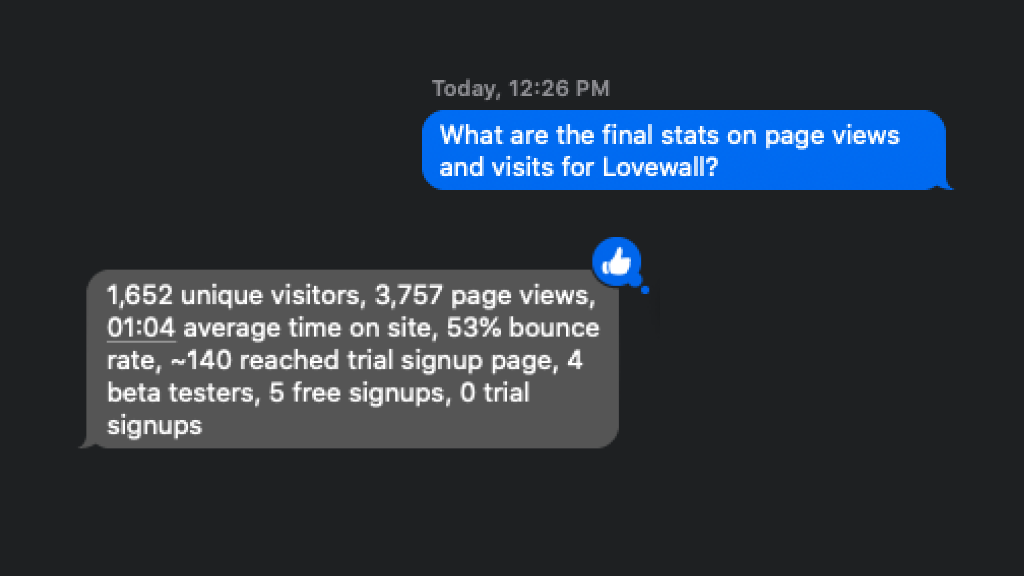 Today, 12:26 PM
What are the final stats on page views
and visits for Lovewall?
1,652 unique visitors, 3,757 page views,
01:04 average time on site, 53% bounce
rate, ~140 reached trial signup page, 4
beta testers, 5 free signups, 0 trial
signups